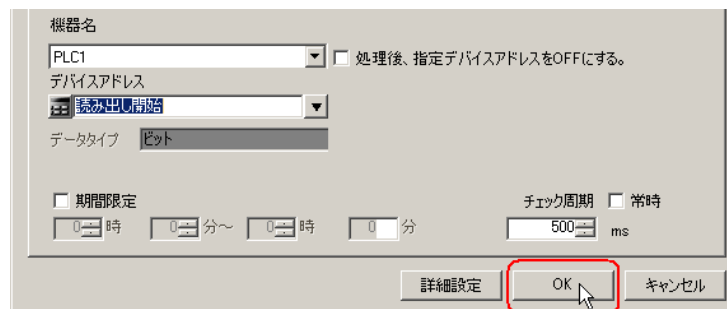 機器名
PLC1 処理後、指定デバイスアドレスをOFFにする。
デバイスアドレス
読み出し開始
データタイプ ビット
期間限定 チェック周期 常時
0 時 0 分～ 0 時 0 分 500 ms
詳細設定 OK キャンセル